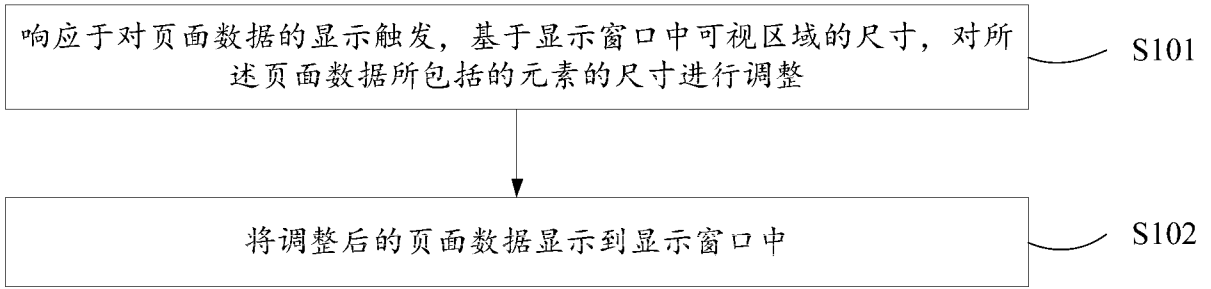 响应于对页面数据的显示触发，基于显示窗口中可视区域的尺寸，对所
述页面数据所包括的元素的尺寸进行调整
S101
将调整后的页面数据显示到显示窗口中
S102